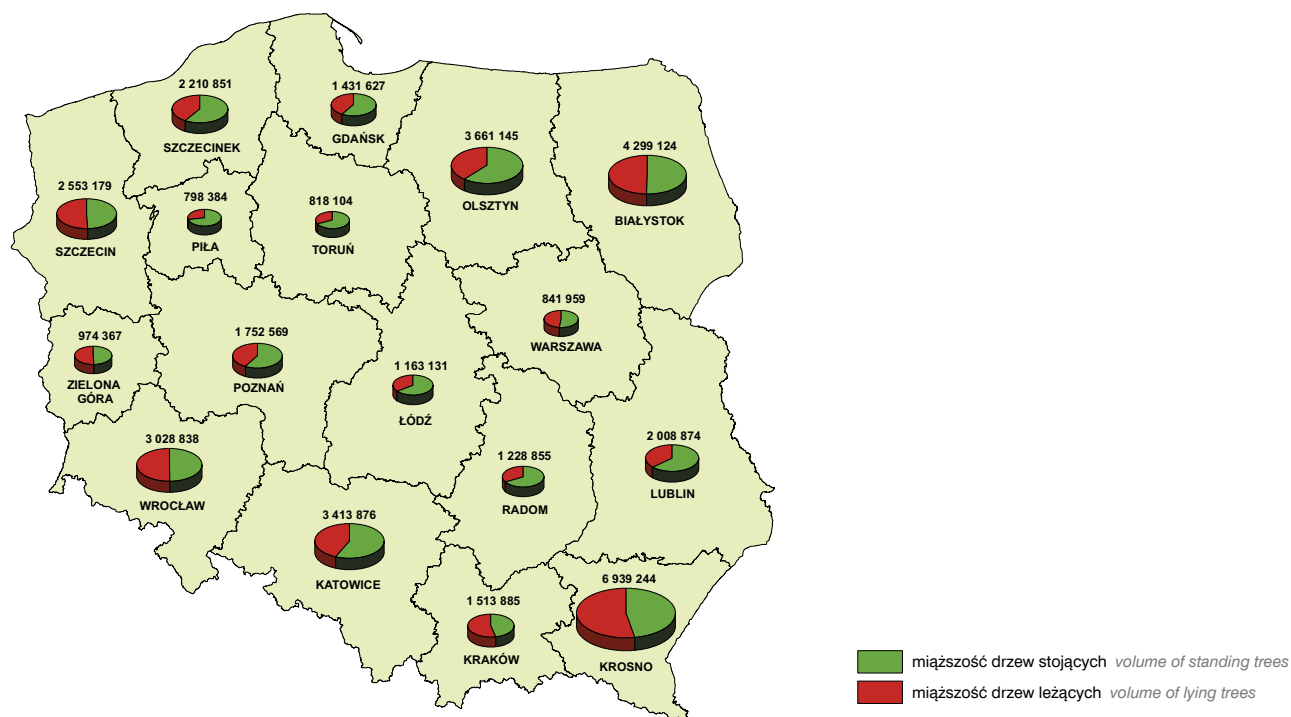 2 210 851
SZCZECINEK
1 431 627
GDAŃSK
3 661 145
OLSZTYN
4 299 124
BIAŁYSTOK
2 553 179
SZCZECIN
798 384
PIŁA
818 104
TORUŃ
841 959
WARSZAWA
974 367
ZIELONA
GÓRA
1 752 569
POZNAŃ
1 163 131
ŁÓDŹ
3 028 838
WROCŁAW
1 228 855
RADOM
2 008 874
LUBLIN
3 413 876
KATOWICE
1 513 885
KRAKÓW
6 939 244
KROSNO
miąższość drzew stojących volume of standing trees
miąższość drzew leżących volume of lying trees